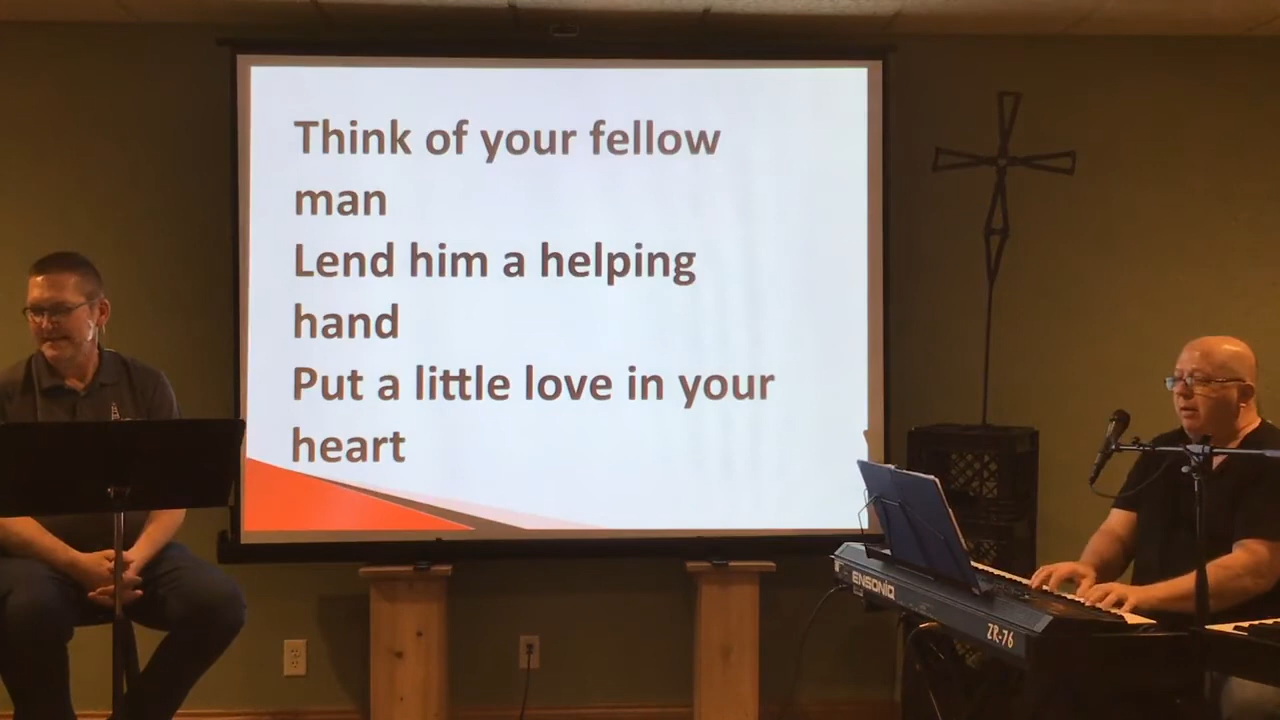 Think of your fellow
man
Lend him a helping
hand
Put a little love in your
heart
ensoniq
ZR-76